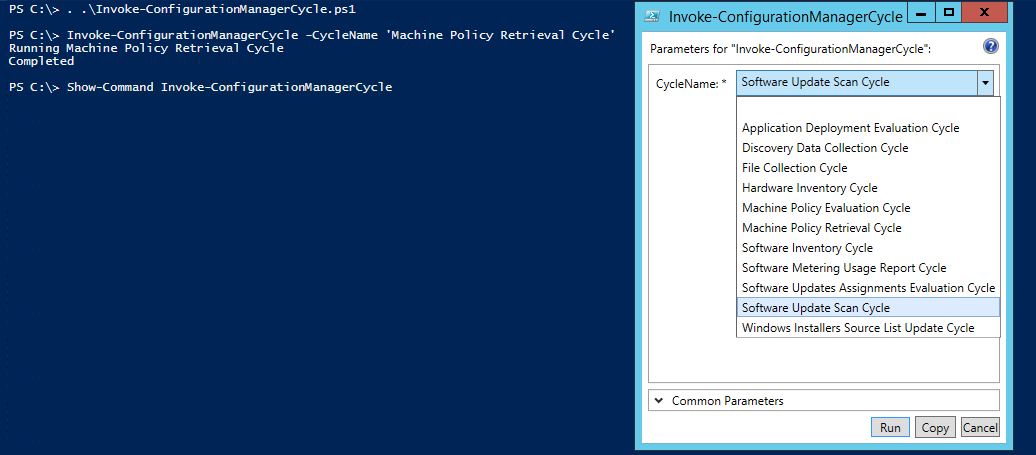 PS C:\> . .\Invoke-ConfigurationManagerCycle.ps1
PS C:\> Invoke-ConfigurationManagerCycle -CycleName 'Machine Policy Retrieval Cycle'
Running Machine Policy Retrieval Cycle
Completed
PS C:\> Show-Command Invoke-ConfigurationManagerCycle
Invoke-ConfigurationManagerCycle
Parameters for "Invoke-ConfigurationManagerCycle":
CycleName: * Software Update Scan Cycle
Application Deployment Evaluation Cycle
Discovery Data Collection Cycle
File Collection Cycle
Hardware Inventory Cycle
Machine Policy Evaluation Cycle
Machine Policy Retrieval Cycle
Software Inventory Cycle
Software Metering Usage Report Cycle
Software Updates Assignments Evaluation Cycle
Software Update Scan Cycle
Windows Installers Source List Update Cycle
Common Parameters
Run Copy Cancel